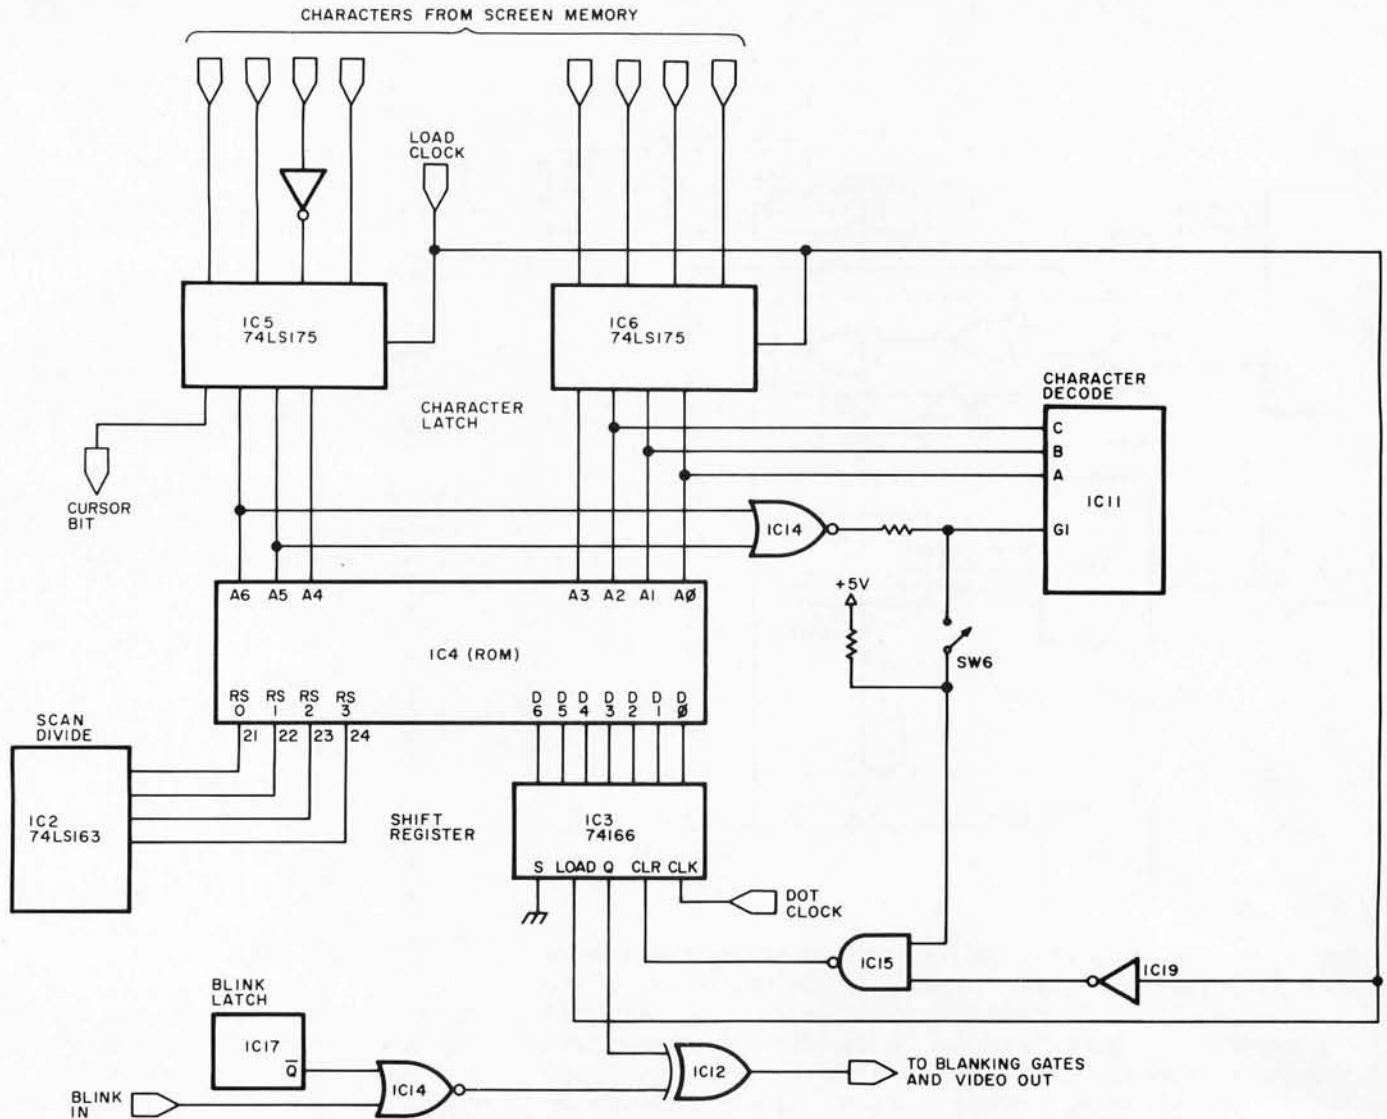 CHARACTERS FROM SCREEN MEMORY
LOAD
CLOCK
IC5
74LS175
IC6
74LS175
CHARACTER
LATCH
CHARACTER
DECODE
C
B
A
IC11
G1
CURSOR
BIT
IC14
+5V
SW6
A6 A5 A4 A3 A2 A1 AØ
IC4 (ROM)
RS RS RS RS D D D D D D D
0 1 2 3 6 5 4 3 2 1 Ø
21 22 23 24
SCAN
DIVIDE
IC2
74LS163
SHIFT
REGISTER
IC3
74166
S LOAD Q CLR CLK
DOT
CLOCK
IC15
IC19
BLINK
LATCH
IC17
Q̅
IC14
IC12
BLINK
IN
TO BLANKING GATES
AND VIDEO OUT